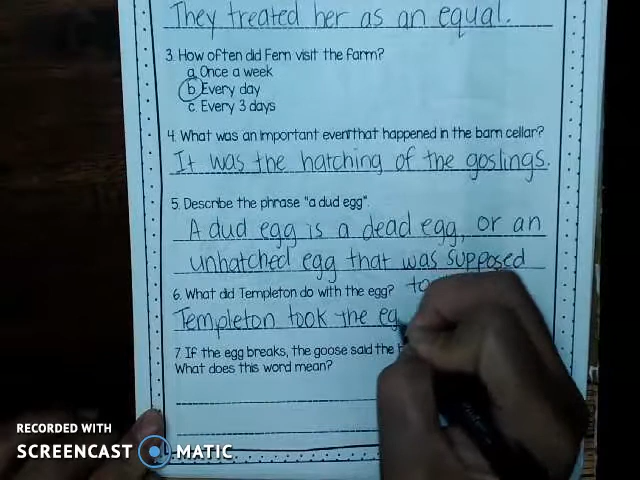 They treated her as an equal.
3. How often did Fern visit the farm?
a. Once a week
b. Every day
c. Every 3 days
4. What was an important event that happened in the barn cellar?
It was the hatching of the goslings.
5. Describe the phrase "a dud egg".
A dud egg is a dead egg, or an
unhatched egg that was supposed
to
6. What did Templeton do with the egg?
Templeton took the eg
7. If the egg breaks, the goose said the
What does this word mean?
RECORDED WITH
SCREENCAST MATIC